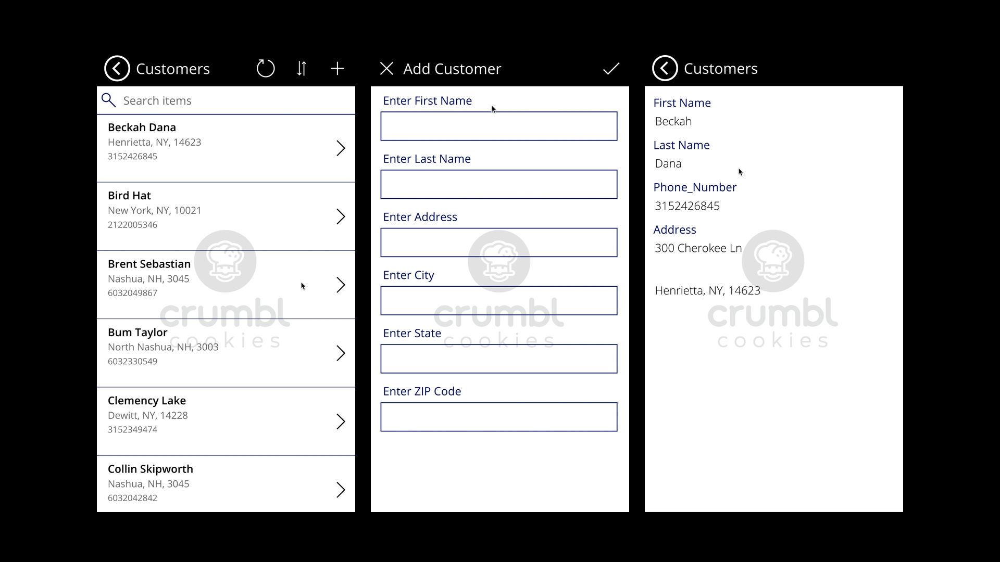 Customers
Search items
Beckah Dana
Henrietta, NY, 14623
3152426845
Bird Hat
New York, NY, 10021
2122005346
Brent Sebastian
Nashua, NH, 3045
6032049867
Bum Taylor
North Nashua, NH, 3003
6032330549
Clemency Lake
Dewitt, NY, 14228
3152349474
Collin Skipworth
Nashua, NH, 3045
6032042842
crumbl
cookies
Add Customer
Enter First Name
Enter Last Name
Enter Address
Enter City
Enter State
Enter ZIP Code
crumbl
cookies
Customers
First Name
Beckah
Last Name
Dana
Phone_Number
3152426845
Address
300 Cherokee Ln
Henrietta, NY, 14623
crumbl
cookies